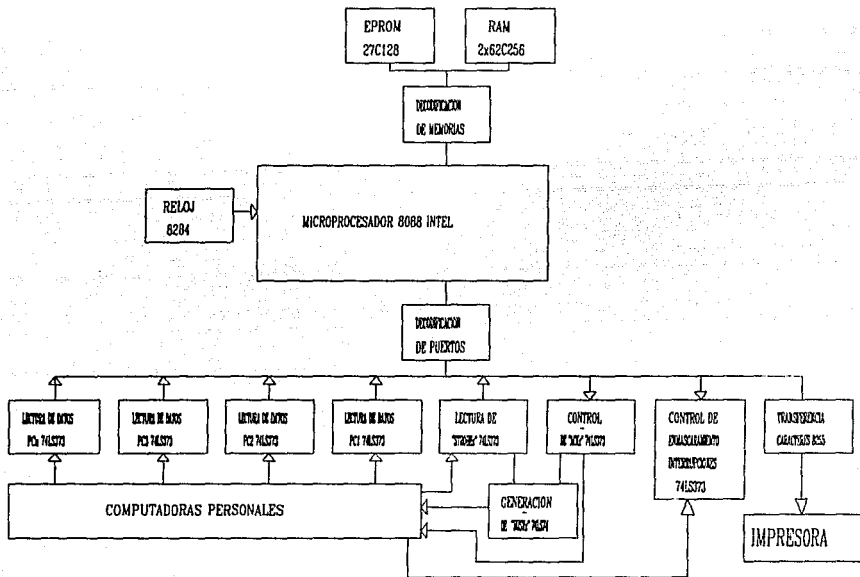 EPROM
27C128
RAM
2x62C256
DECODIFICACION
DE MEMORIAS
RELOJ
8284
MICROPROCESADOR 8088 INTEL
DECODIFICACION
DE PUERTOS
LECTURA DE DATOS
PCn 74LS373
LECTURA DE DATOS
PC3 74LS373
LECTURA DE DATOS
PC2 74LS373
LECTURA DE DATOS
PC1 74LS373
LECTURA DE
74LS373
CONTROL
DE 74LS373
CONTROL DE
ENMASCARAMIENTO
INTERRUPCIONES
74LS373
TRANSFERENCIA
CARACTERES 8255
COMPUTADORAS PERSONALES
GENERACION
DE
IMPRESORA